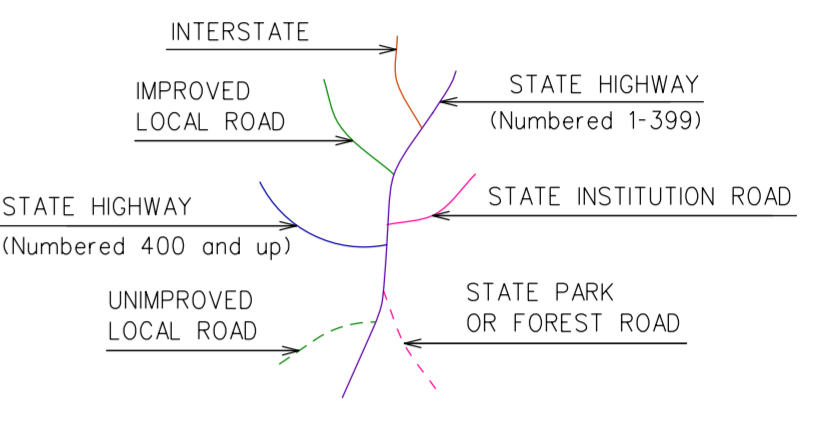 INTERSTATE
STATE HIGHWAY
(Numbered 1-399)
IMPROVED
LOCAL ROAD
STATE INSTITUTION ROAD
STATE HIGHWAY
(Numbered 400 and up)
UNIMPROVED
LOCAL ROAD
STATE PARK
OR FOREST ROAD